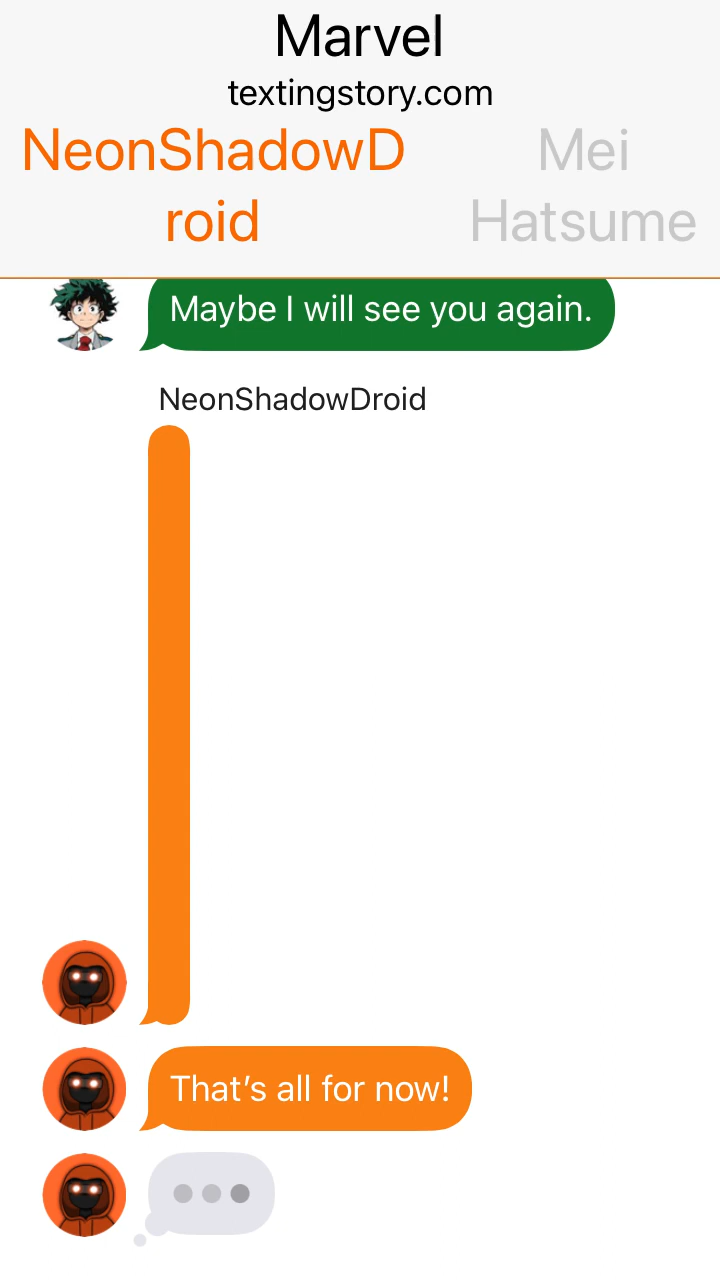 Marvel
textingstory.com
NeonShadowD
roid
Mei
Hatsume
Maybe I will see you again.
NeonShadowDroid
That’s all for now!